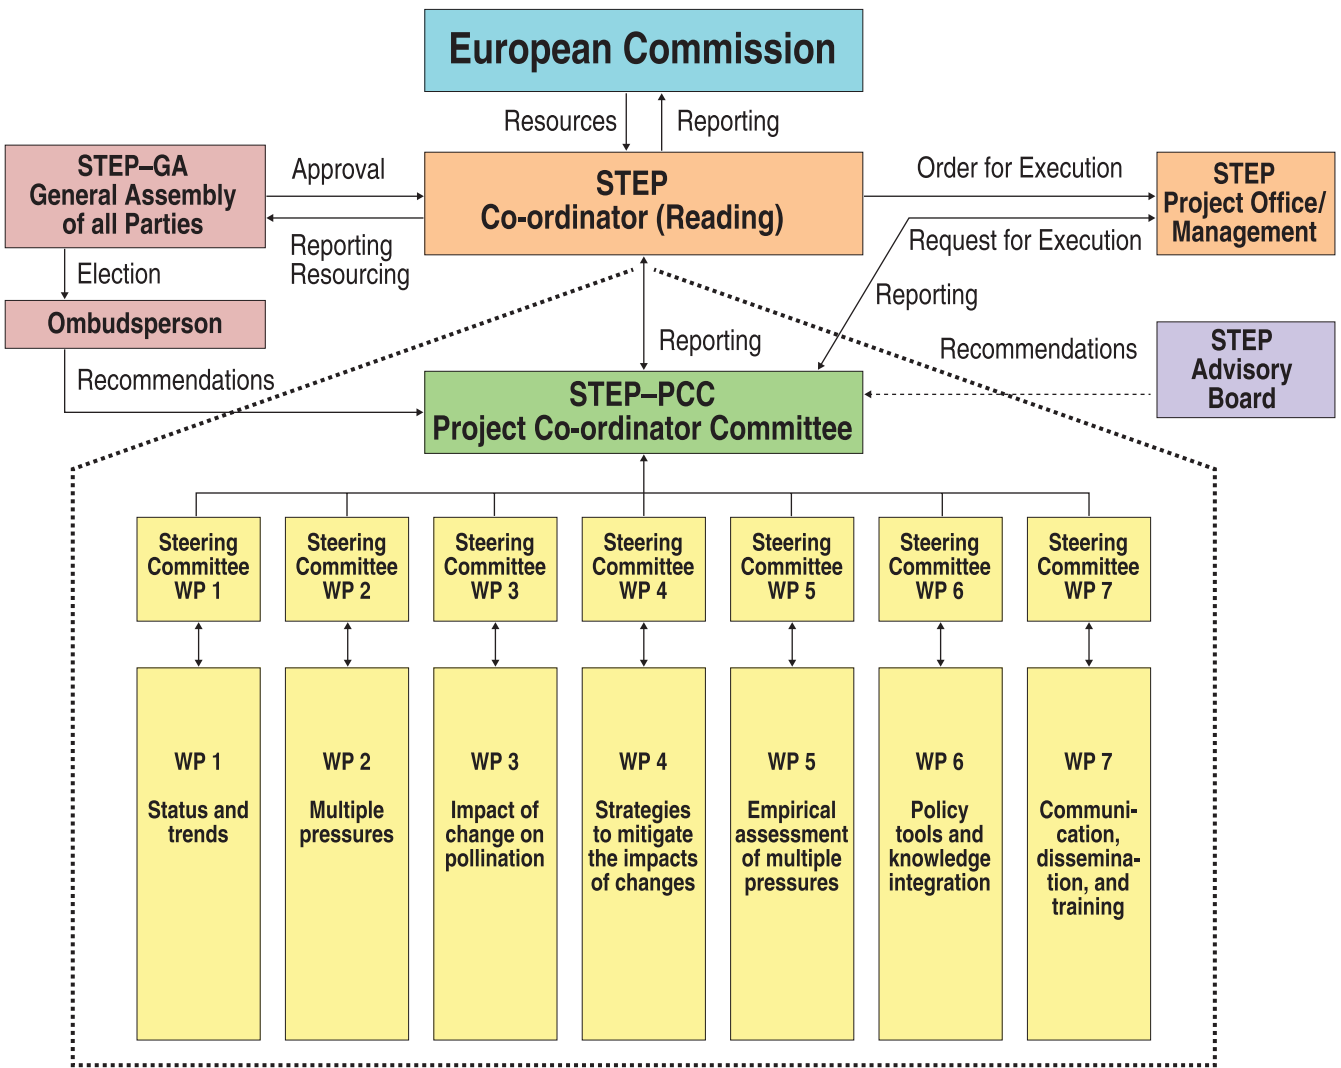 European Commission
Resources
Reporting
STEP–GA
General Assembly
of all Parties
Approval
STEP
Co-ordinator (Reading)
Order for Execution
STEP
Project Office/
Management
Reporting
Resourcing
Request for Execution
Election
Reporting
Ombudsperson
Reporting
Recommendations
STEP
Advisory
Board
Recommendations
STEP–PCC
Project Co-ordinator Committee
Steering
Committee
WP 1
Steering
Committee
WP 2
Steering
Committee
WP 3
Steering
Committee
WP 4
Steering
Committee
WP 5
Steering
Committee
WP 6
Steering
Committee
WP 7
WP 1
Status and
trends
WP 2
Multiple
pressures
WP 3
Impact of
change on
pollination
WP 4
Strategies
to mitigate
the impacts
of changes
WP 5
Empirical
assessment
of multiple
pressures
WP 6
Policy
tools and
knowledge
integration
WP 7
Communi-
cation,
dissemina-
tion, and
training